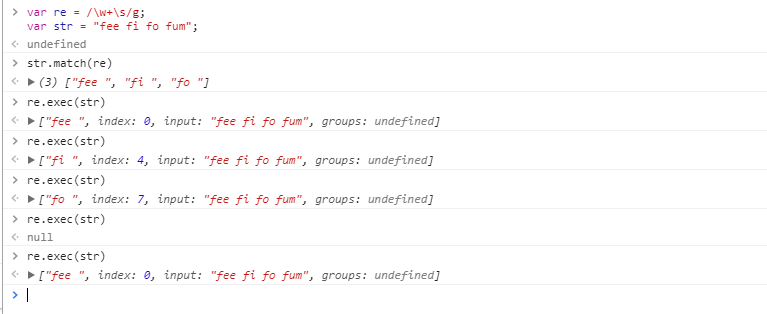 > var re = /\w+\s/g;
var str = "fee fi fo fum";
<· undefined
> str.match(re)
<· ▶ (3) ["fee ", "fi ", "fo "]
> re.exec(str)
<· ▶ ["fee ", index: 0, input: "fee fi fo fum", groups: undefined]
> re.exec(str)
<· ▶ ["fi ", index: 4, input: "fee fi fo fum", groups: undefined]
> re.exec(str)
<· ▶ ["fo ", index: 7, input: "fee fi fo fum", groups: undefined]
> re.exec(str)
<· null
> re.exec(str)
<· ▶ ["fee ", index: 0, input: "fee fi fo fum", groups: undefined]
>